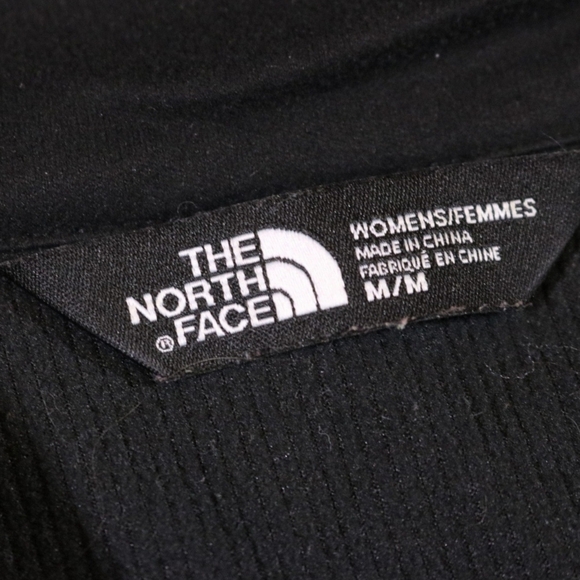 THE
NORTH
® FACE
WOMENS/FEMMES
MADE IN CHINA
FABRIQUÉ EN CHINE
M/M